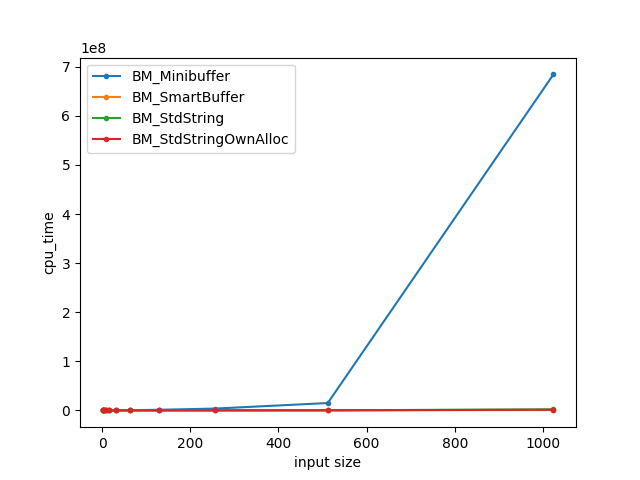 1e8
7
6
5
4
3
2
1
0
cpu_time
BM_Minibuffer
BM_SmartBuffer
BM_StdString
BM_StdStringOwnAlloc
0 200 400 600 800 1000
input size